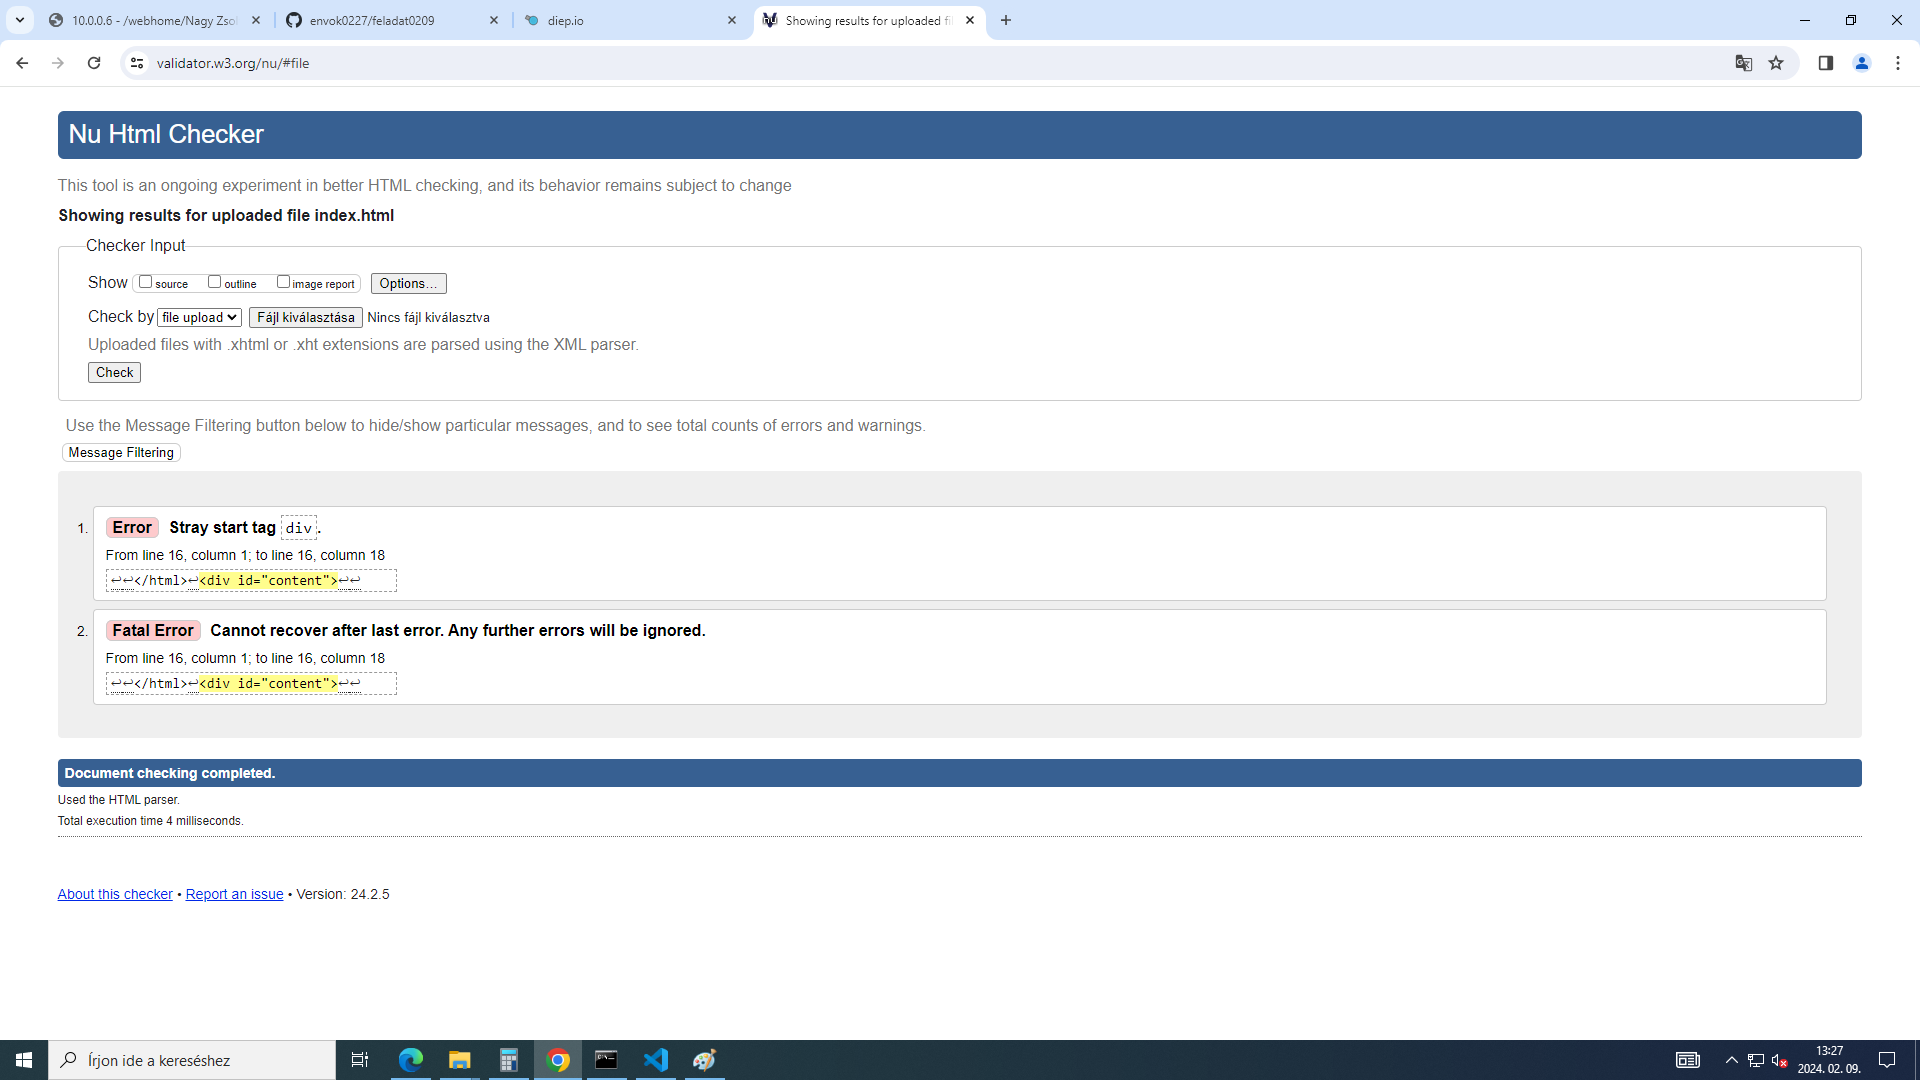 10.0.0.6 - /webhome/Nagy Zsol
envok0227/feladat0209
diep.io
Showing results for uploaded fi
validator.w3.org/nu/#file
Nu Html Checker
This tool is an ongoing experiment in better HTML checking, and its behavior remains subject to change
Showing results for uploaded file index.html
Checker Input
Show source outline image report Options...
Check by file upload Fájl kiválasztása Nincs fájl kiválasztva
Uploaded files with .xhtml or .xht extensions are parsed using the XML parser.
Check
Use the Message Filtering button below to hide/show particular messages, and to see total counts of errors and warnings.
Message Filtering
1. Error Stray start tag div.
From line 16, column 1; to line 16, column 18
↩↩</html>↩<div id="content">↩↩
2. Fatal Error Cannot recover after last error. Any further errors will be ignored.
From line 16, column 1; to line 16, column 18
↩↩</html>↩<div id="content">↩↩
Document checking completed.
Used the HTML parser.
Total execution time 4 milliseconds.
About this checker • Report an issue • Version: 24.2.5
Írjon ide a kereséshez
13:27
2024. 02. 09.